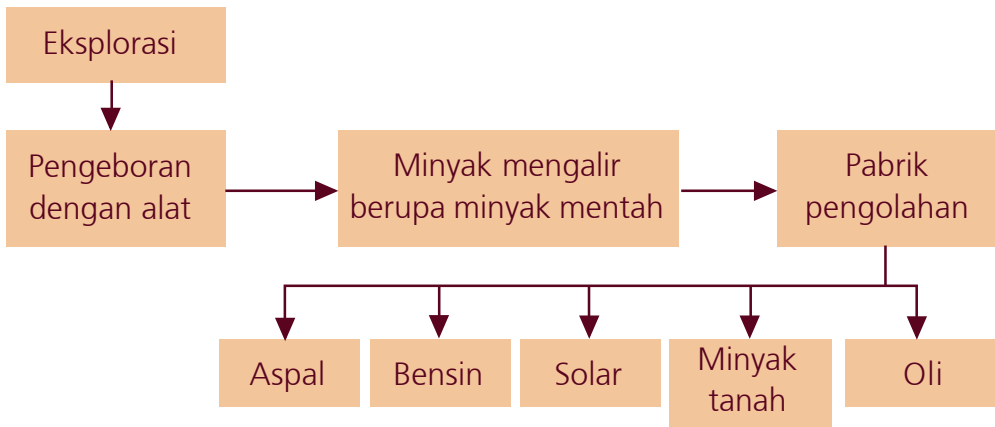 Eksplorasi
Pengeboran
dengan alat
Minyak mengalir
berupa minyak mentah
Pabrik
pengolahan
Aspal
Bensin
Solar
Minyak
tanah
Oli